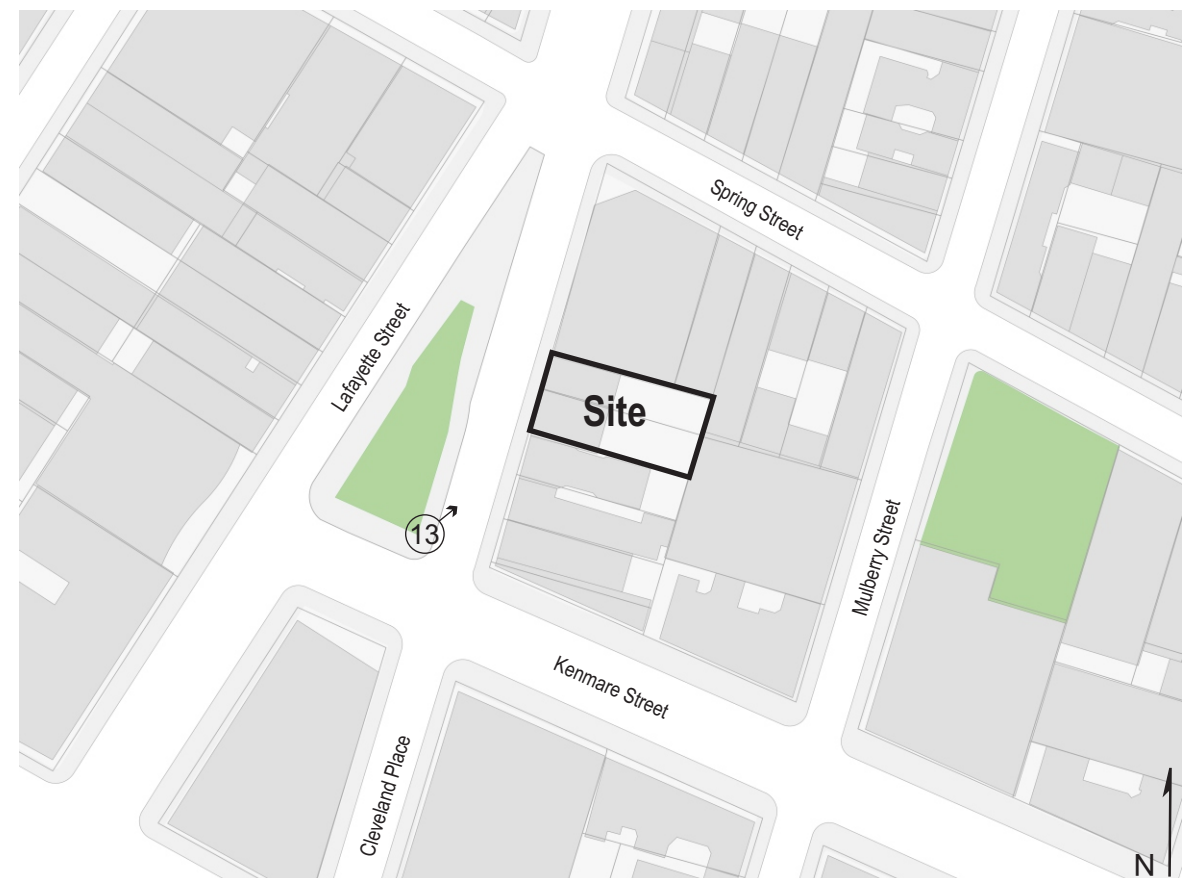 Spring Street
Lafayette Street
Site
13
Mulberry Street
Kenmare Street
Cleveland Place
N